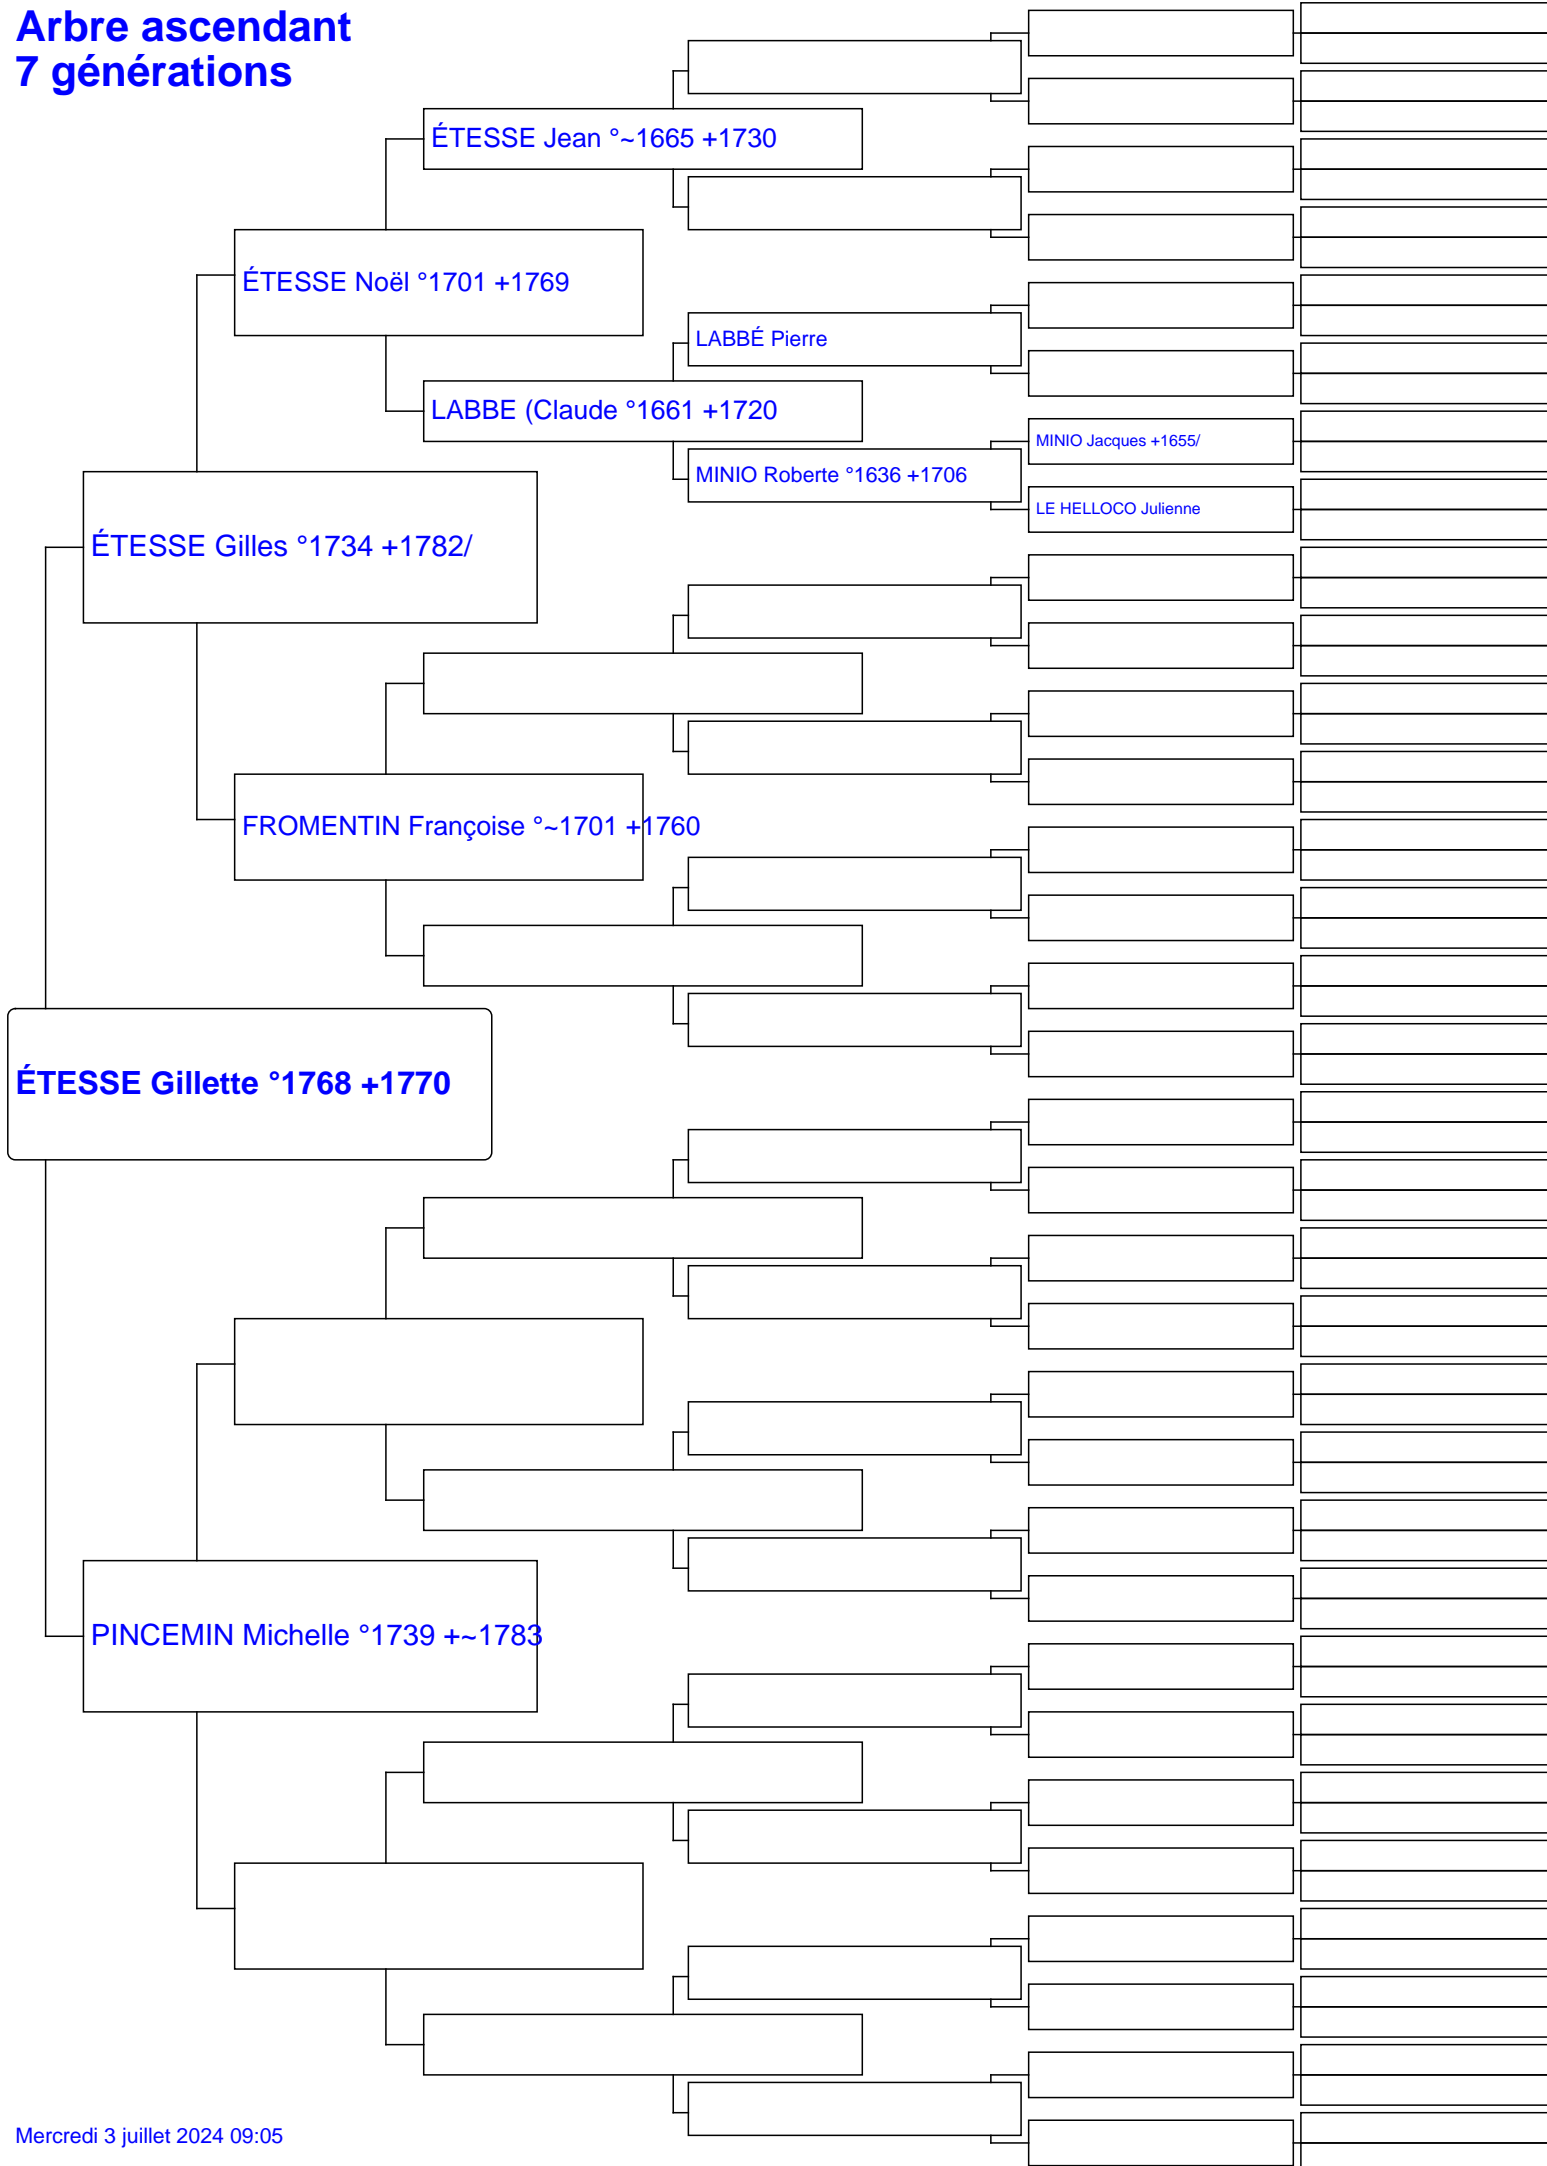 Arbre ascendant
7 générations
ÉTESSE Jean °~1665 +1730
ÉTESSE Noël °1701 +1769
LABBÉ Pierre
LABBE (Claude °1661 +1720
MINIO Jacques +1655/
MINIO Roberte °1636 +1706
LE HELLOCO Julienne
ÉTESSE Gilles °1734 +1782/
FROMENTIN Françoise °~1701 +1760
ÉTESSE Gillette °1768 +1770
PINCEMIN Michelle °1739 +~1783
Mercredi 3 juillet 2024 09:05